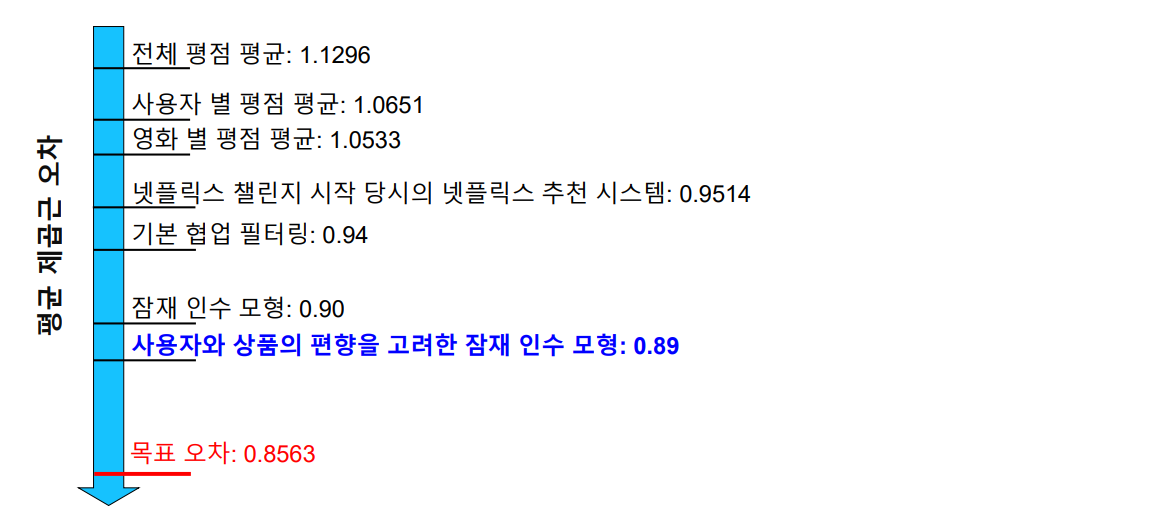 평균 제곱근 오차
전체 평점 평균: 1.1296
사용자 별 평점 평균: 1.0651
영화 별 평점 평균: 1.0533
넷플릭스 챌린지 시작 당시의 넷플릭스 추천 시스템: 0.9514
기본 협업 필터링: 0.94
잠재 인수 모형: 0.90
사용자와 상품의 편향을 고려한 잠재 인수 모형: 0.89
목표 오차: 0.8563